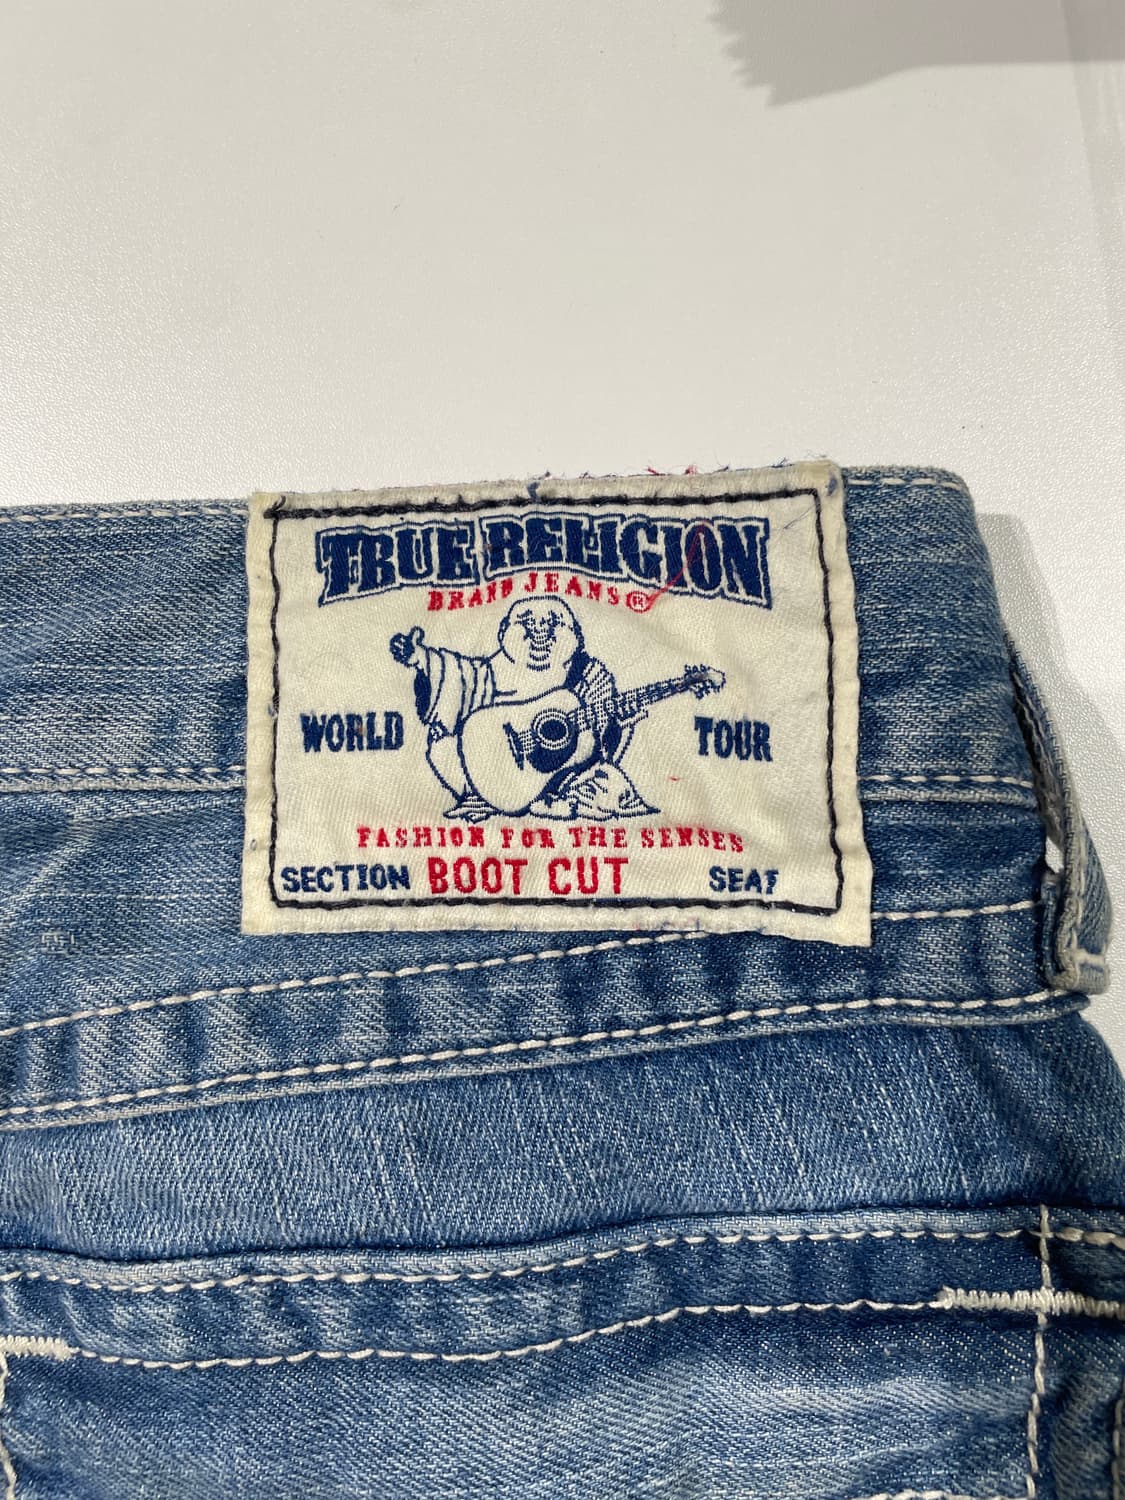 TRUE RELIGION
BRAND JEANS®
WORLD TOUR
FASHION FOR THE SENSES
SECTION BOOT CUT SEAT